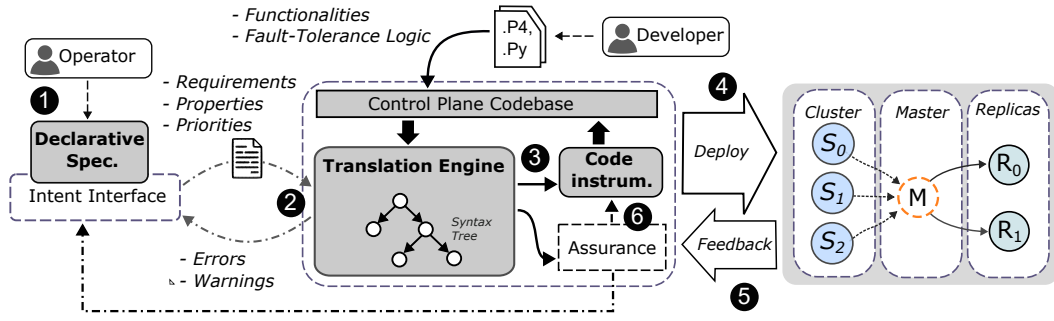 - Functionalities
- Fault-Tolerance Logic
.P4,
.Py
Developer
Operator
1
- Requirements
- Properties
- Priorities
Declarative
Spec.
Intent Interface
2
- Errors
- Warnings
Control Plane Codebase
Translation Engine
Syntax
Tree
3
Code
instrum.
6
Assurance
4
Deploy
Feedback
5
Cluster
Master
Replicas
S0
S1
S2
M
R0
R1